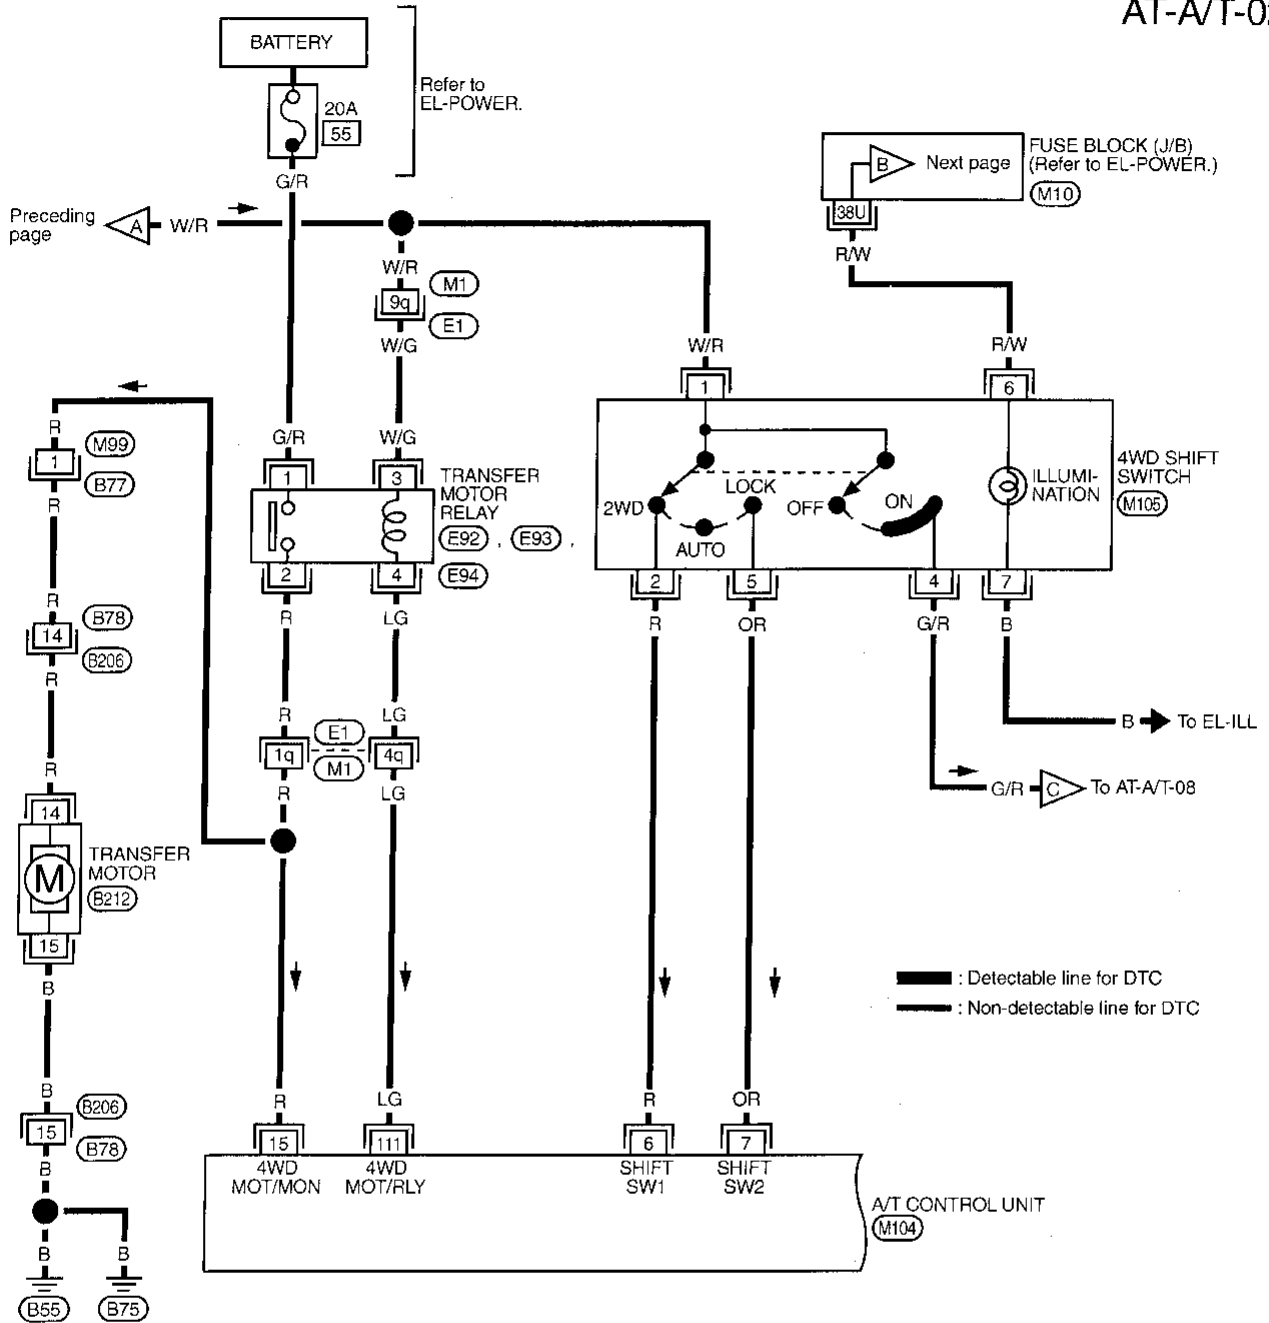 AT-A/T-02
BATTERY
Refer to
EL-POWER.
20A
55
G/R
FUSE BLOCK (J/B)
(Refer to EL-POWER.)
M10
B
Next page
38U
R/W
Preceding
page
A
W/R
W/R
M1
9q
E1
W/G
W/R
R/W
1
6
R
M99
1
B77
R
G/R
W/G
1
3
TRANSFER
MOTOR
RELAY
E92 , E93 ,
E94
2
4
4WD SHIFT
SWITCH
M105
ILLUMI-
NATION
2WD
LOCK
AUTO
OFF
ON
2
5
4
7
R
B78
14
B206
R
R
LG
R
OR
G/R
B
R
LG
E1
1q
4q
M1
R
LG
B
To EL-ILL
G/R
C
To AT-A/T-08
R
14
TRANSFER
MOTOR
B212
M
15
B
: Detectable line for DTC
: Non-detectable line for DTC
B
B206
15
B78
B
R
LG
R
OR
15
111
6
7
4WD
MOT/MON
4WD
MOT/RLY
SHIFT
SW1
SHIFT
SW2
A/T CONTROL UNIT
M104
B
B
B55
B75